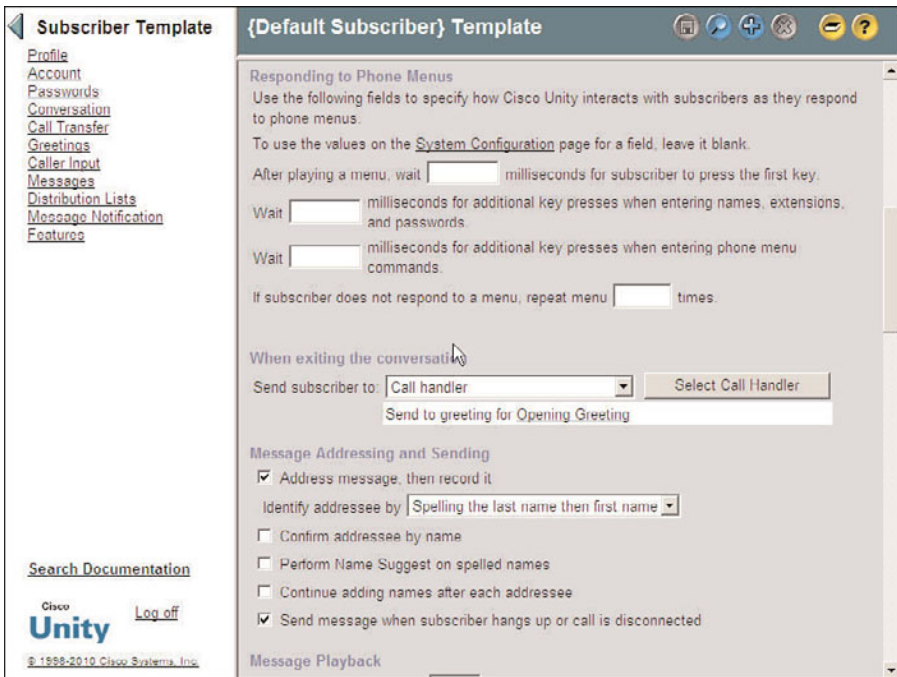 Subscriber Template
Profile
Account
Passwords
Conversation
Call Transfer
Greetings
Caller Input
Messages
Distribution Lists
Message Notification
Features
Search Documentation
Cisco
Unity
Log off
© 1998-2010 Cisco Systems, Inc.
{Default Subscriber} Template
?
Responding to Phone Menus
Use the following fields to specify how Cisco Unity interacts with subscribers as they respond
to phone menus.
To use the values on the System Configuration page for a field, leave it blank.
After playing a menu, wait milliseconds for subscriber to press the first key.
Wait milliseconds for additional key presses when entering names, extensions,
and passwords.
Wait milliseconds for additional key presses when entering phone menu
commands.
If subscriber does not respond to a menu, repeat menu times.
When exiting the conversation
Send subscriber to: Call handler Select Call Handler
Send to greeting for Opening Greeting
Message Addressing and Sending
Address message, then record it
Identify addressee by Spelling the last name then first name
Confirm addressee by name
Perform Name Suggest on spelled names
Continue adding names after each addressee
Send message when subscriber hangs up or call is disconnected
Message Playback